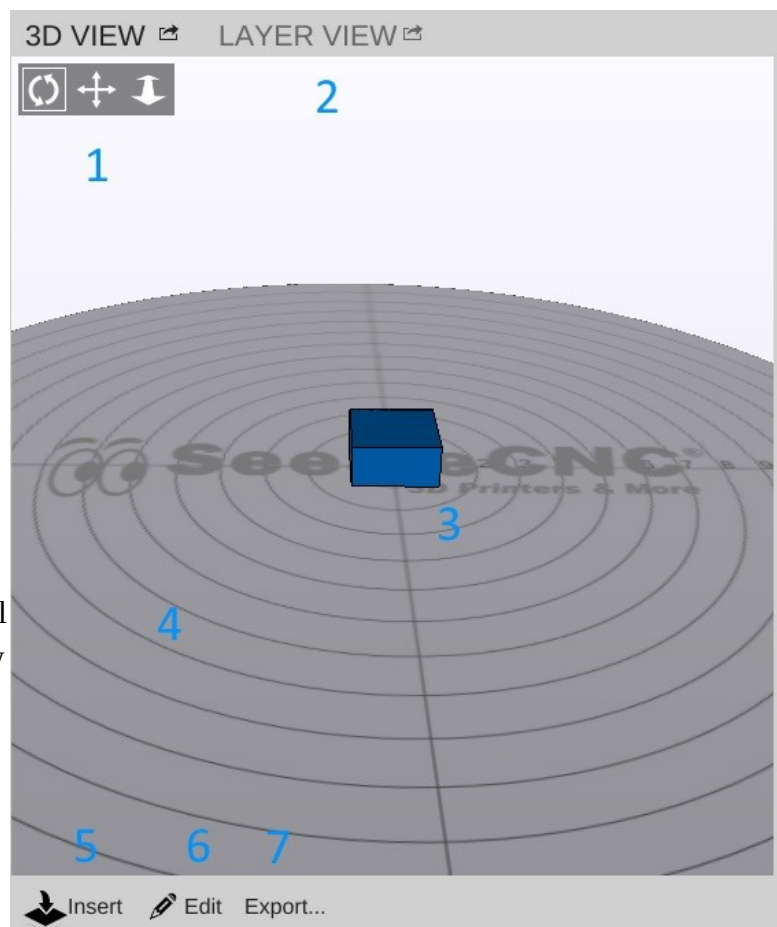 3D VIEW LAYER VIEW
2
1
SeeMeCNC®
3D Printers & More
3
4
5 6 7
Insert Edit Export...